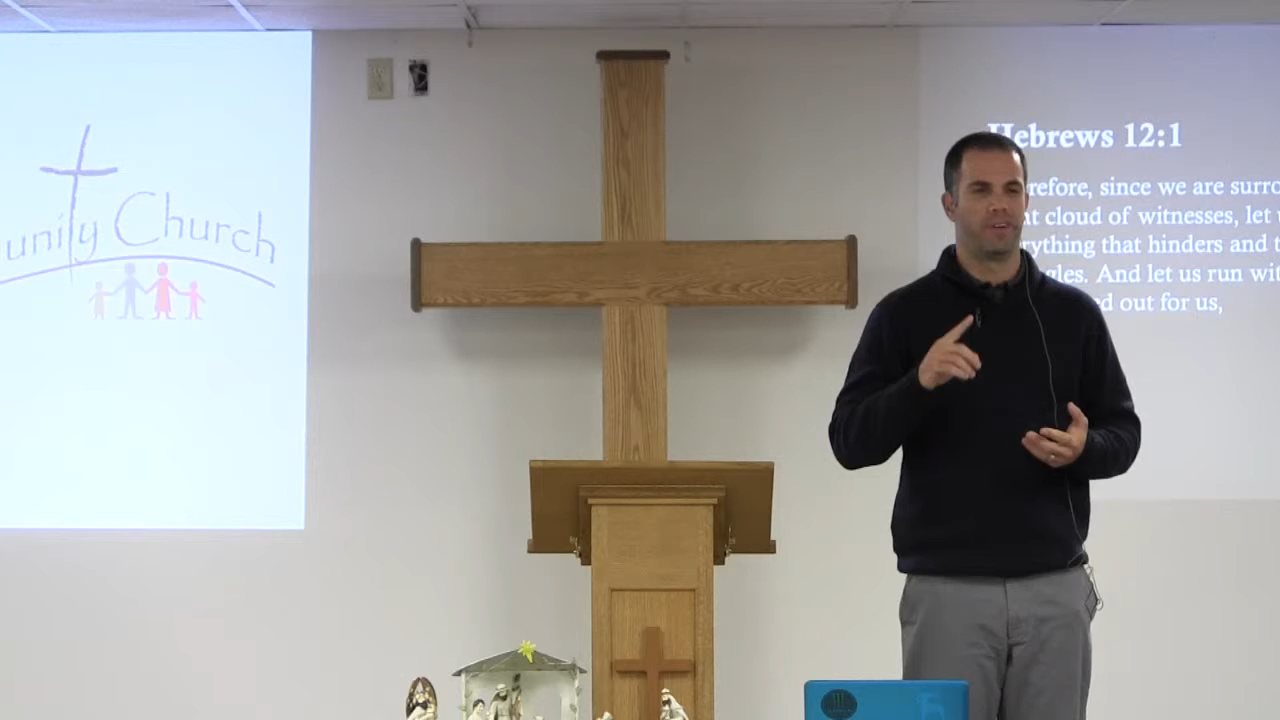 unity Church
Hebrews 12:1
refore, since we are surro
at cloud of witnesses, let
rything that hinders and t
gles. And let us run wit
ed out for us,